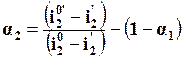 α₂ = (i₂⁰′ − i₂′) / (i₂⁰ − i₂′) − (1 − α₁)